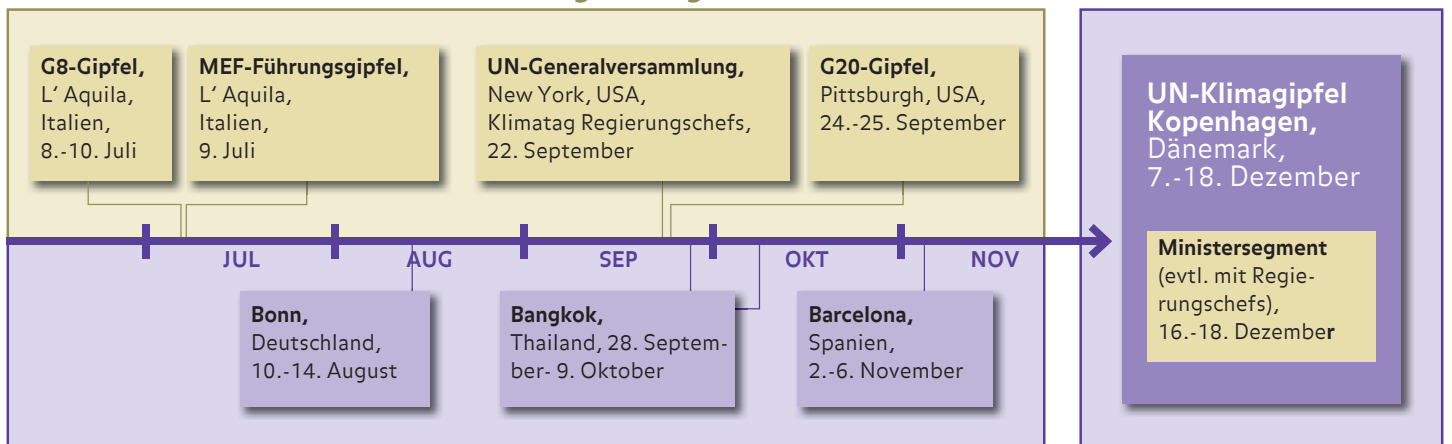 G8-Gipfel,
L‘ Aquila,
Italien,
8.-10. Juli
MEF-Führungsgipfel,
L‘ Aquila,
Italien,
9. Juli
UN-Generalversammlung,
New York, USA,
Klimatag Regierungschefs,
22. September
G20-Gipfel,
Pittsburgh, USA,
24.-25. September
JUL
AUG
SEP
OKT
NOV
Bonn,
Deutschland,
10.-14. August
Bangkok,
Thailand, 28. Septem-
ber- 9. Oktober
Barcelona,
Spanien,
2.-6. November
UN-Klimagipfel
Kopenhagen,
Dänemark,
7.-18. Dezember
Ministersegment
(evtl. mit Regie-
rungschefs),
16.-18. Dezember